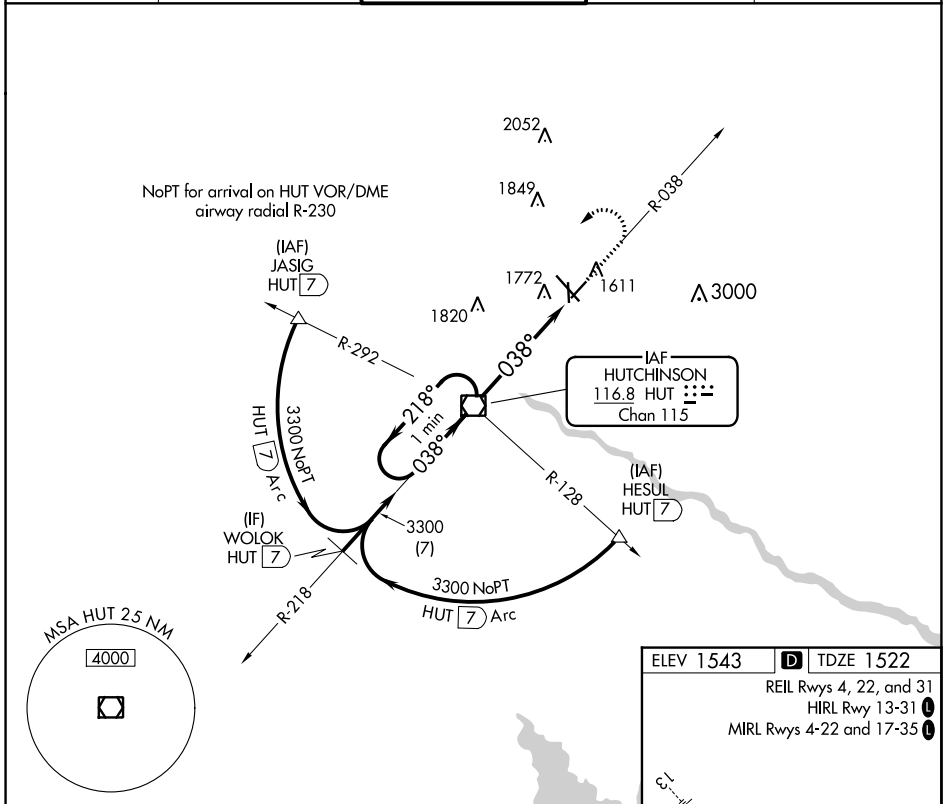 2052
1849
R-038
NoPT for arrival on HUT VOR/DME
airway radial R-230
(IAF)
JASIG
HUT 7
1772
1611
3000
1820
R-292
038°
IAF
HUTCHINSON
116.8 HUT
Chan 115
218°
1 min
038°
3300 NoPT
HUT 7 Arc
R-128
(IAF)
HESUL
HUT 7
(IF)
WOLOK
HUT 7
3300
(7)
3300 NoPT
HUT 7 Arc
R-218
MSA HUT 25 NM
4000
ELEV 1543 D TDZE 1522
REIL Rwys 4, 22, and 31
HIRL Rwy 13-31 L
MIRL Rwys 4-22 and 17-35 L
13